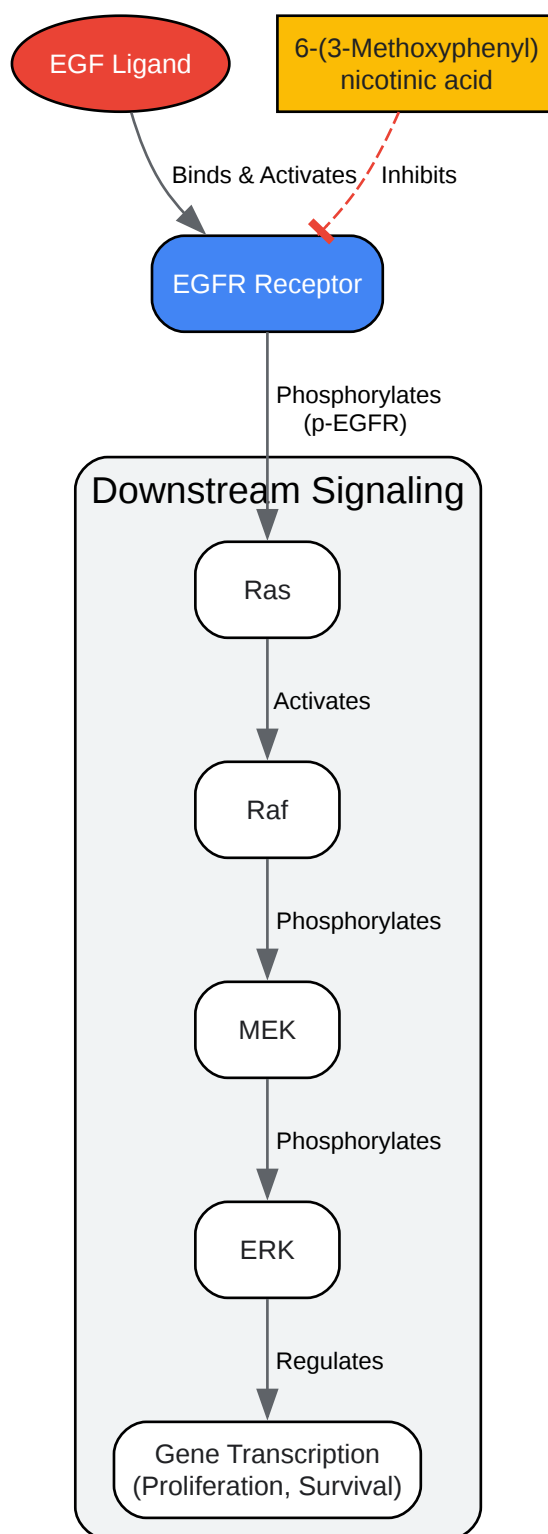 EGF Ligand
6-(3-Methoxyphenyl)
nicotinic acid
Binds & Activates
Inhibits
EGFR Receptor
Phosphorylates
(p-EGFR)
Downstream Signaling
Ras
Activates
Raf
Phosphorylates
MEK
Phosphorylates
ERK
Regulates
Gene Transcription
(Proliferation, Survival)